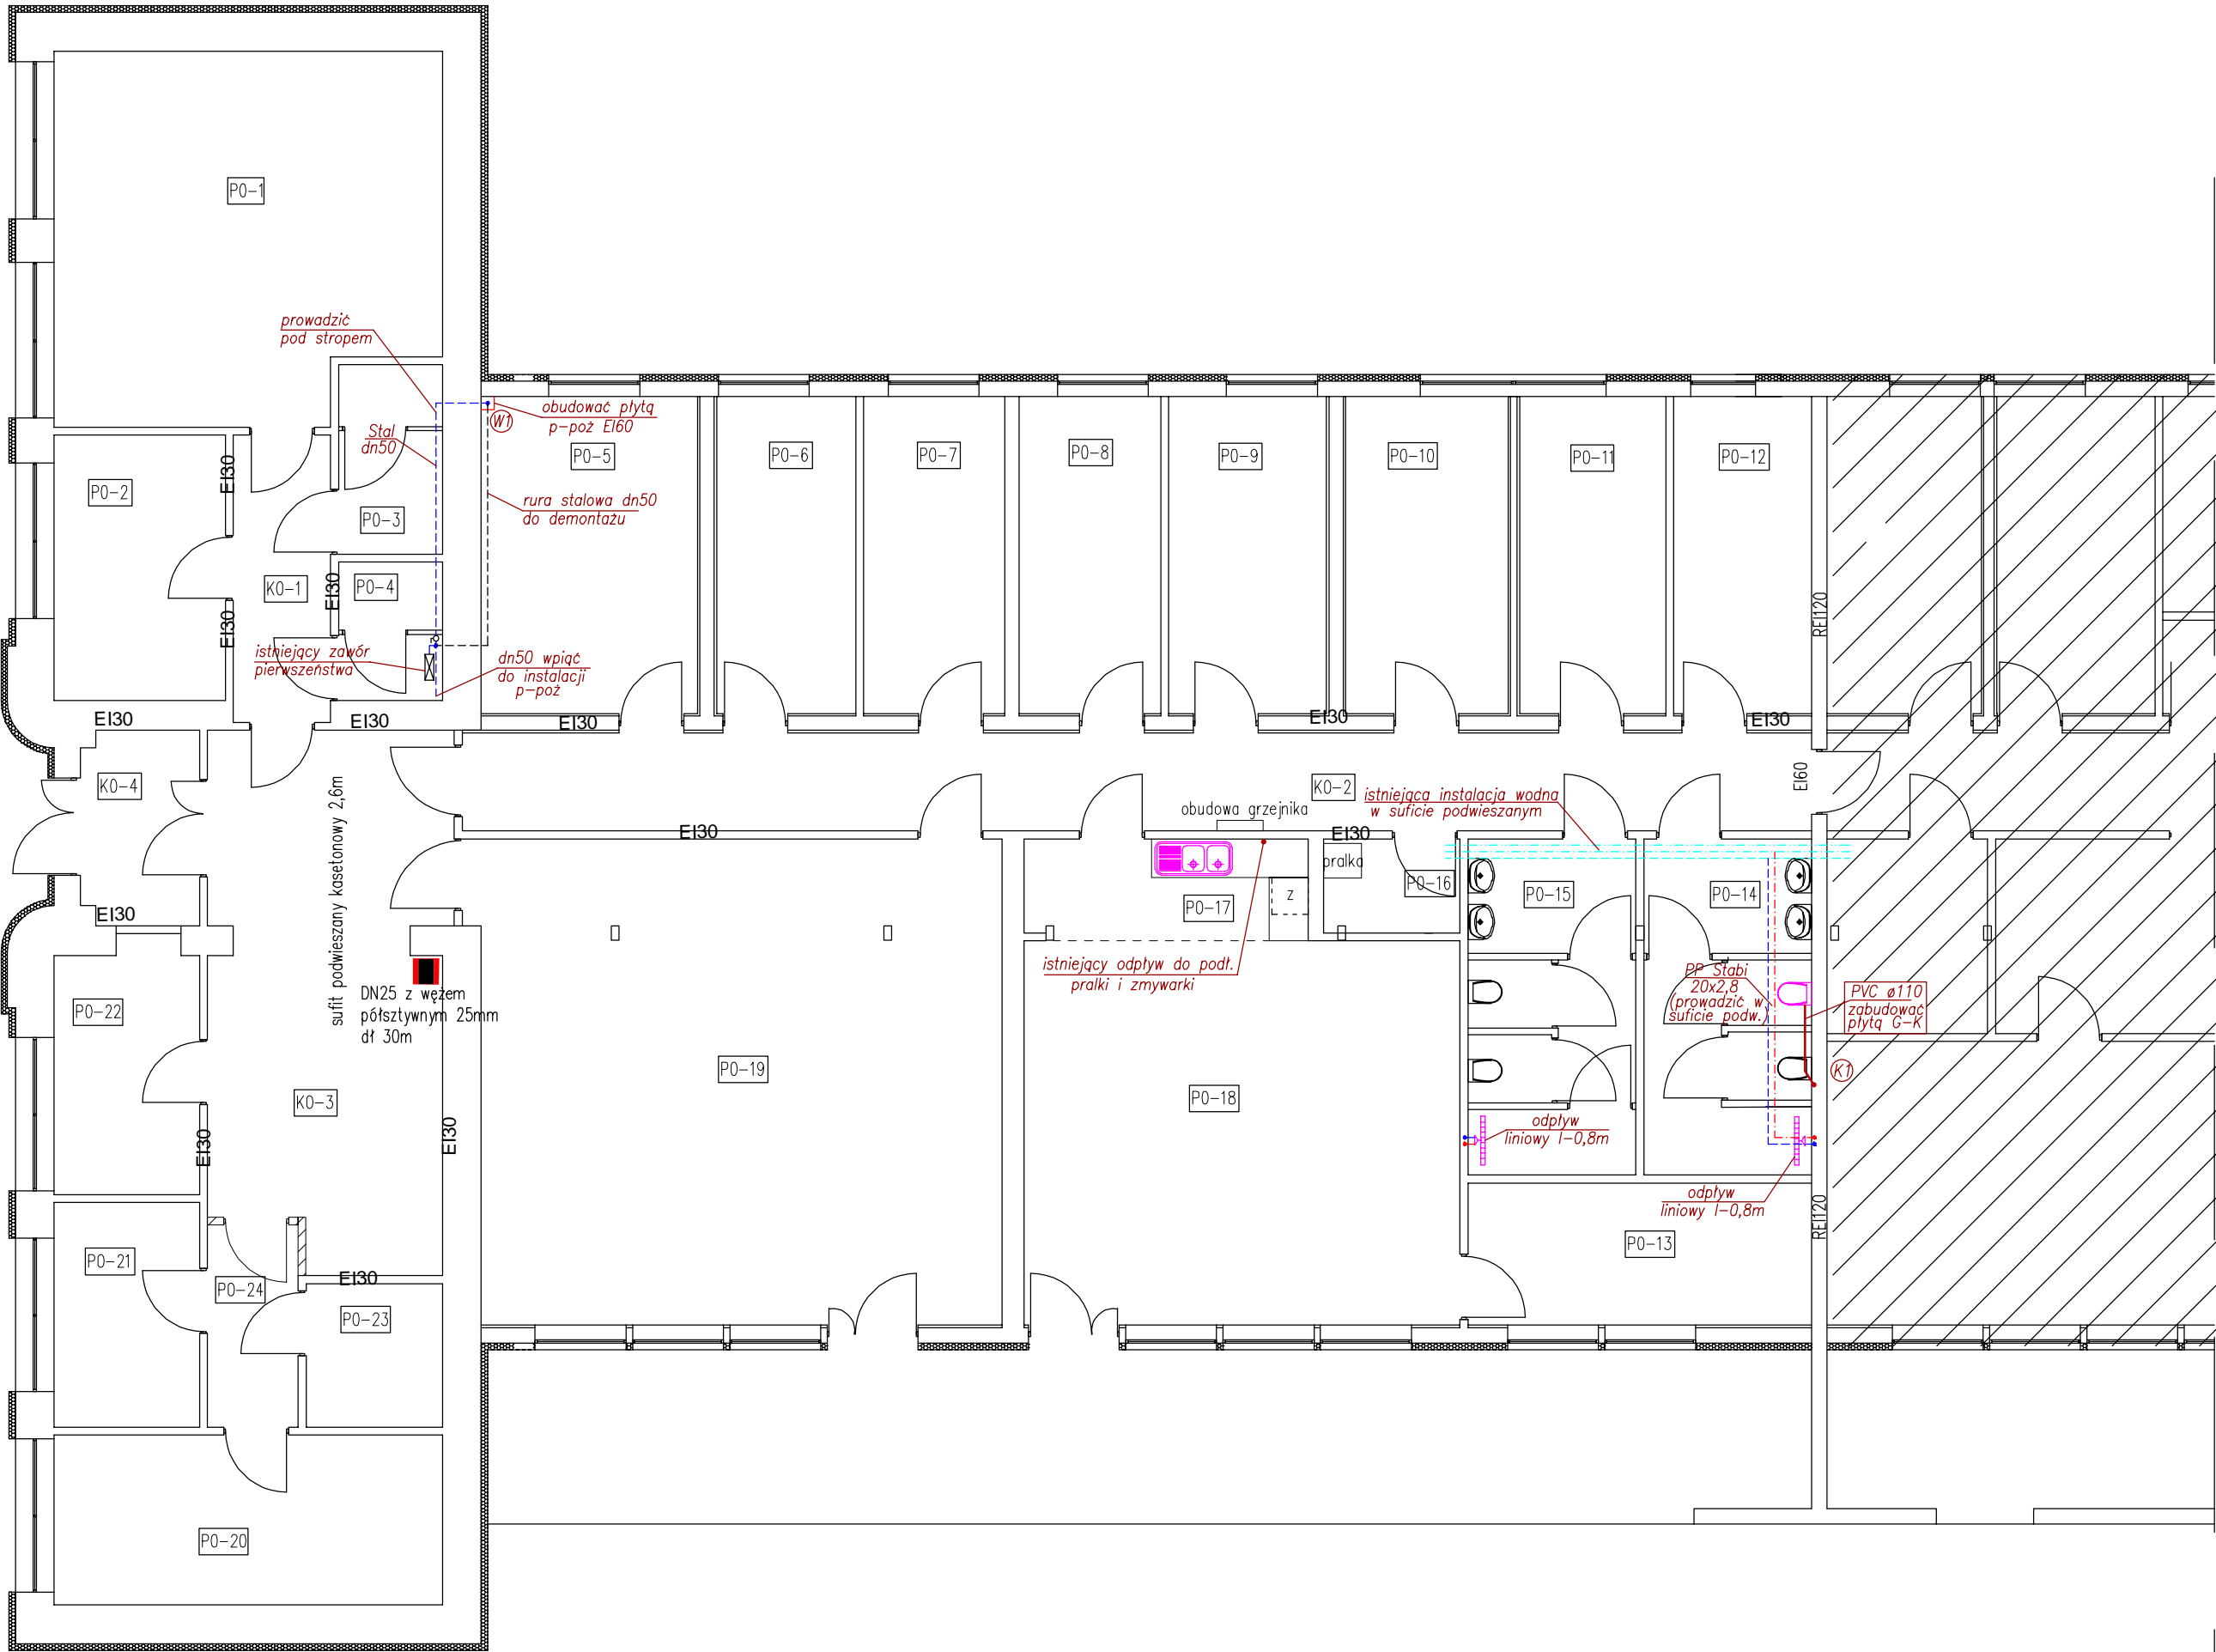 P0-1
prowadzić
pod stropem
Stal
dn50
W1
obudować płytą
p-poż EI60
P0-5
P0-6
P0-7
P0-8
P0-9
P0-10
P0-11
P0-12
EI30
P0-2
rura stalowa dn50
do demontażu
P0-3
K0-1
EI30
P0-4
EI30
REI120
istniejący zawór
pierwszeństwa
dn50 wpiąć
do instalacji
p-poż
EI30
EI30
EI30
EI30
EI30
K0-4
sufit podwieszany kasetonowy 2,6m
K0-2
EI60
istniejąca instalacja wodna
w suficie podwieszanym
obudowa grzejnika
EI30
EI30
pralka
P0-16
P0-15
P0-14
z
P0-17
EI30
istniejący odpływ do podł.
pralki i zmywarki
PP Stabi
20x2,8
(prowadzić w
suficie podw.)
PVC ø110
zabudować
płytą G-K
K1
DN25 z wężem
półsztywnym 25mm
dł 30m
P0-22
P0-19
P0-18
K0-3
EI30
EI30
odpływ
liniowy l-0,8m
odpływ
liniowy l-0,8m
REI120
P0-13
P0-21
P0-24
EI30
P0-23
P0-20